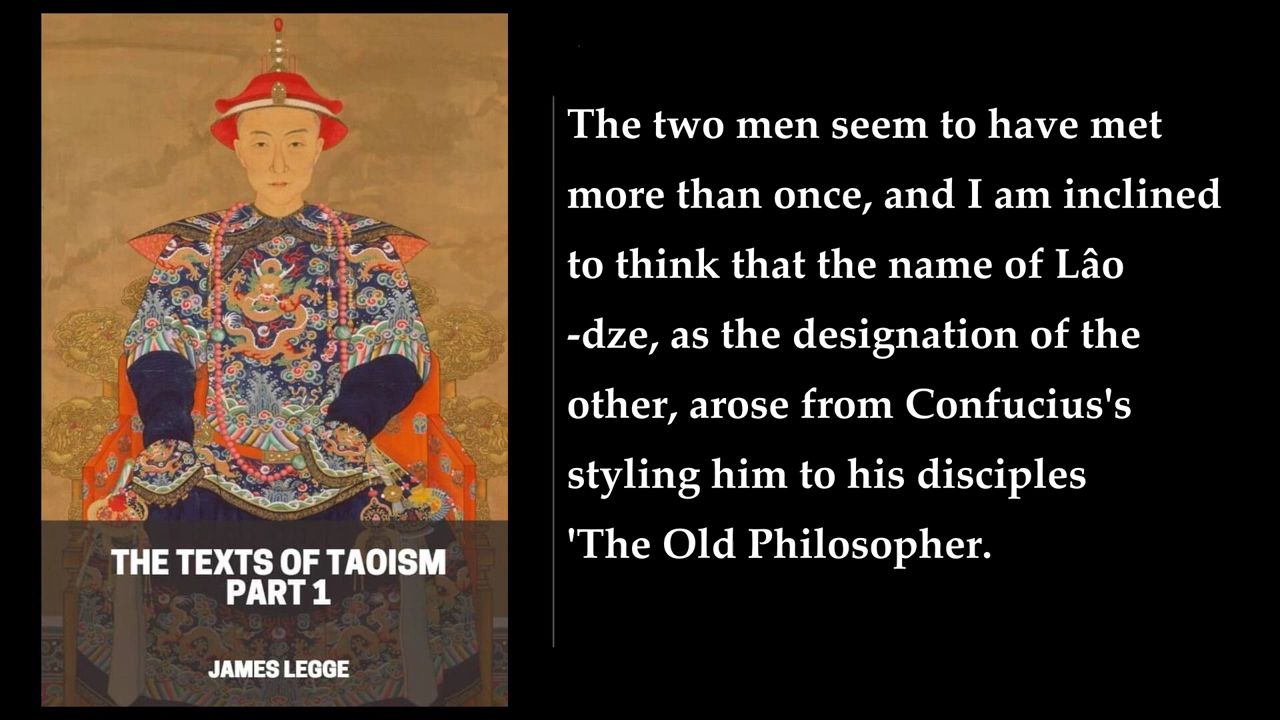 THE TEXTS OF TAOISM
PART 1
JAMES LEGGE
The two men seem to have met
more than once, and I am inclined
to think that the name of Lâo
-dze, as the designation of the
other, arose from Confucius's
styling him to his disciples
'The Old Philosopher.